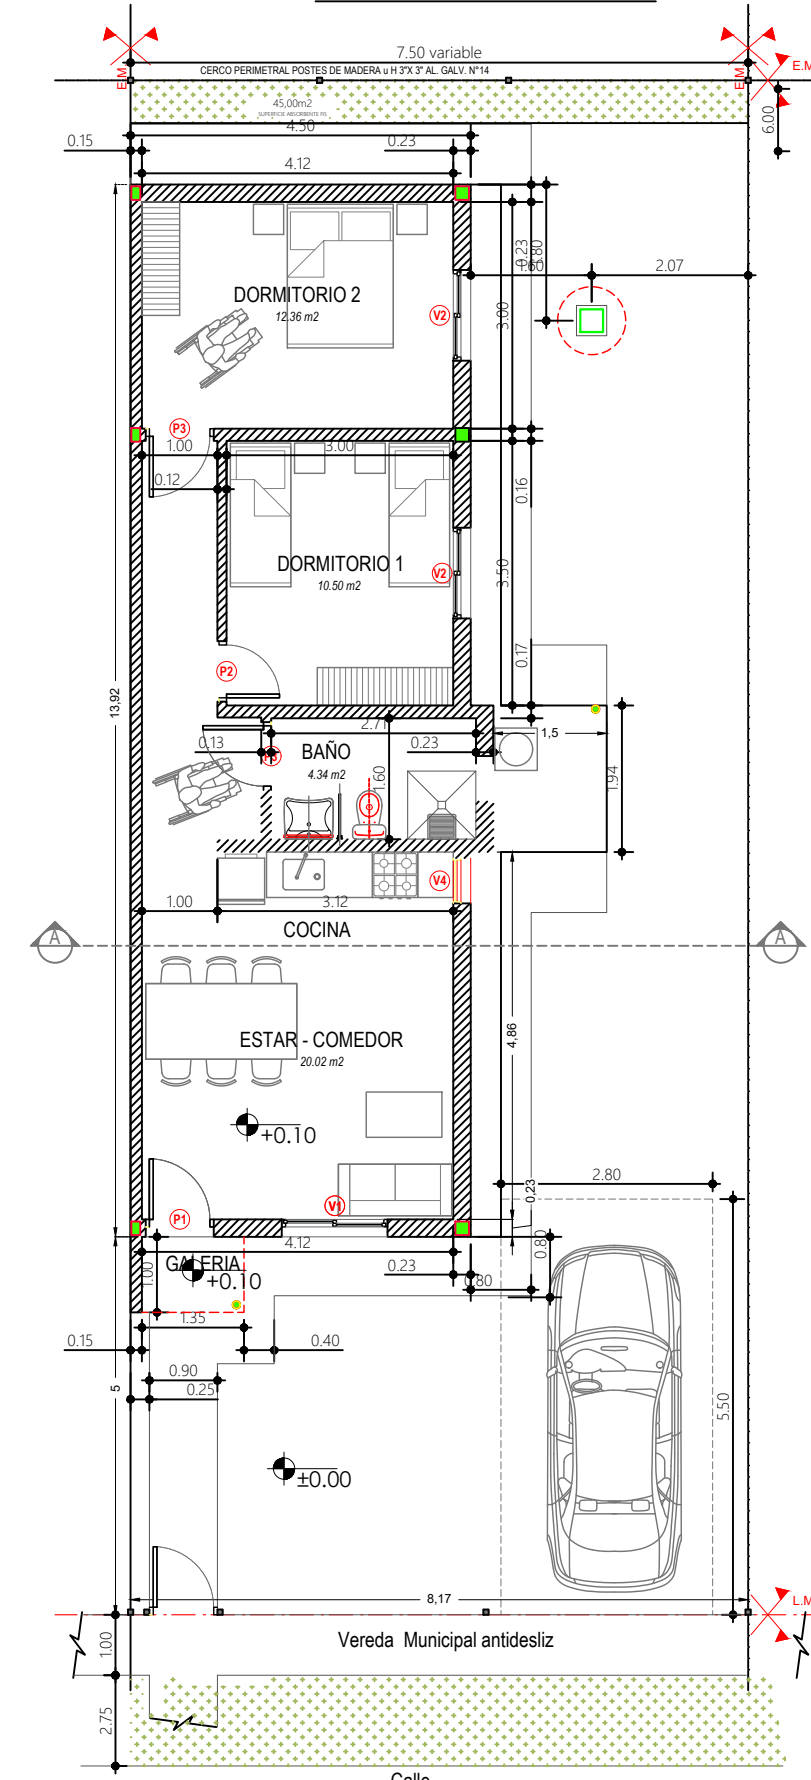 7.50 variable
E.M
E.M
E.M
CERCO PERIMETRAL POSTES DE MADERA u H 3"X 3" AL. GALV. N°14
45,00m2
SUPERFICIE ABSORBENTE FIS
4.50
6.00
0.15
0.23
4.12
0.23
2.07
DORMITORIO 2
12.36 m2
V2
3.00
P3
1.00
3.00
0.12
0.16
DORMITORIO 1
10.50 m2
V2
3.50
P2
0.17
13,92
2.71
0.13
BAÑO
0.23
1,5
4.34 m2
1.60
1.94
V4
1.00
3.12
COCINA
A
A
ESTAR - COMEDOR
20.02 m2
4,86
+0.10
2.80
0,23
V1
P1
4.12
0.80
GALERIA
+0.10
1.00
0.23
0.80
1.35
0.15
0.40
0.90
0.25
5
5.50
±0.00
8,17
L.M
Vereda Municipal antidesliz
1.00
2.75
Calle